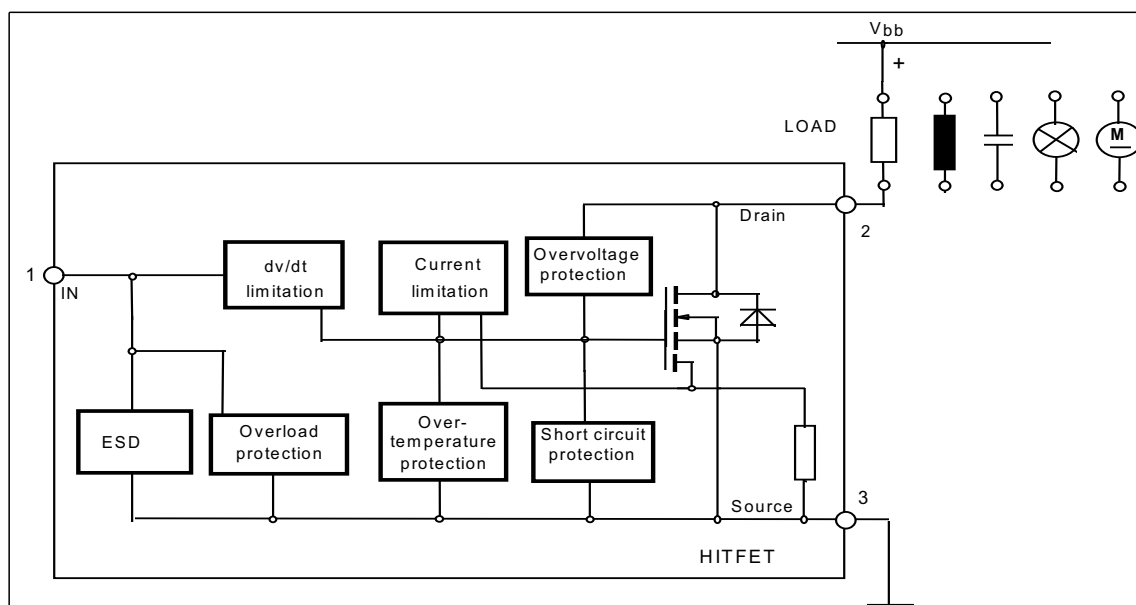 Vbb
+
LOAD
M
Drain
2
1
IN
dv/dt
limitation
Current
limitation
Overvoltage
protection
ESD
Overload
protection
Over-
temperature
protection
Short circuit
protection
Source
3
HITFET